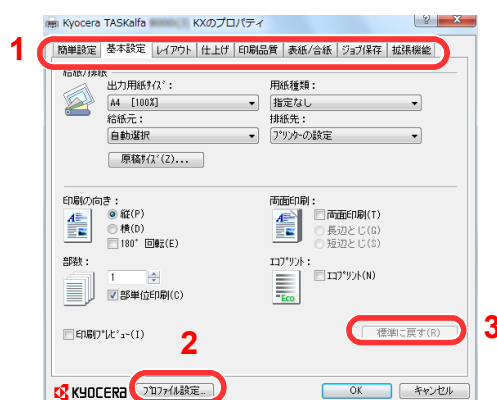 Kyocera TASKalfa KXのプロパティ
1
簡単設定 基本設定 レイアウト 仕上げ 印刷品質 表紙/合紙 ジョブ保存 拡張機能
給紙/排紙
出力用紙ｻｲｽﾞ： 用紙種類：
A4 [100%] 指定なし
給紙元： 排紙先：
自動選択 ﾌﾟﾘﾝﾀｰの設定
原稿ｻｲｽﾞ(Z)...
印刷の向き： 両面印刷：
縦(P) 両面印刷(T)
横(D) 長辺とじ(G)
180° 回転(E) 短辺とじ(S)
部数： ｴｺﾌﾟﾘﾝﾄ：
1 ｴｺﾌﾟﾘﾝﾄ(N)
部単位印刷(C)
Eco
印刷ﾌﾟﾚﾋﾞｭｰ(I) 標準に戻す(R) 3
2
KYOCERa ﾌﾟﾛﾌｧｲﾙ設定... OK ｷｬﾝｾﾙ